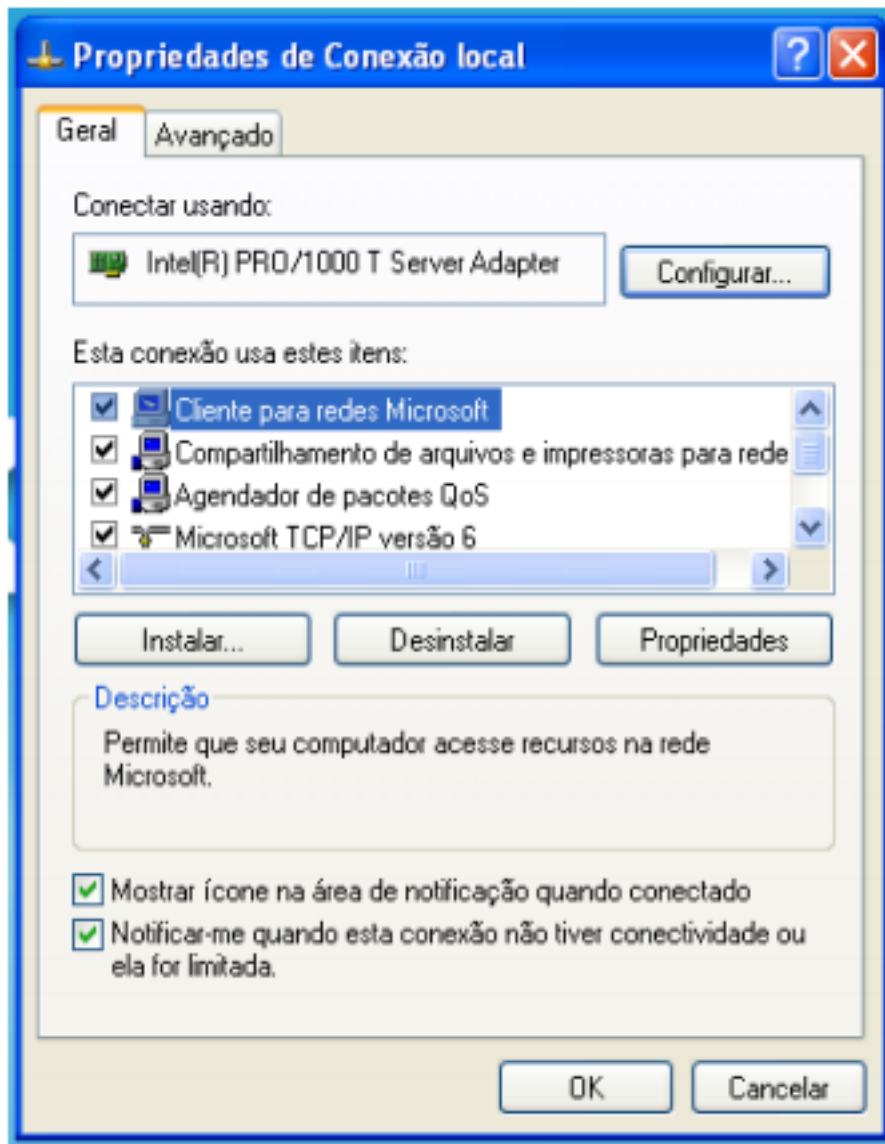 Propriedades de Conexão local
Geral
Avançado
Conectar usando:
Intel(R) PRO/1000 T Server Adapter
Configurar...
Esta conexão usa estes itens:
Cliente para redes Microsoft
Compartilhamento de arquivos e impressoras para rede
Agendador de pacotes QoS
Microsoft TCP/IP versão 6
Instalar...
Desinstalar
Propriedades
Descrição
Permite que seu computador acesse recursos na rede
Microsoft.
Mostrar ícone na área de notificação quando conectado
Notificar-me quando esta conexão não tiver conectividade ou
ela for limitada.
OK
Cancelar